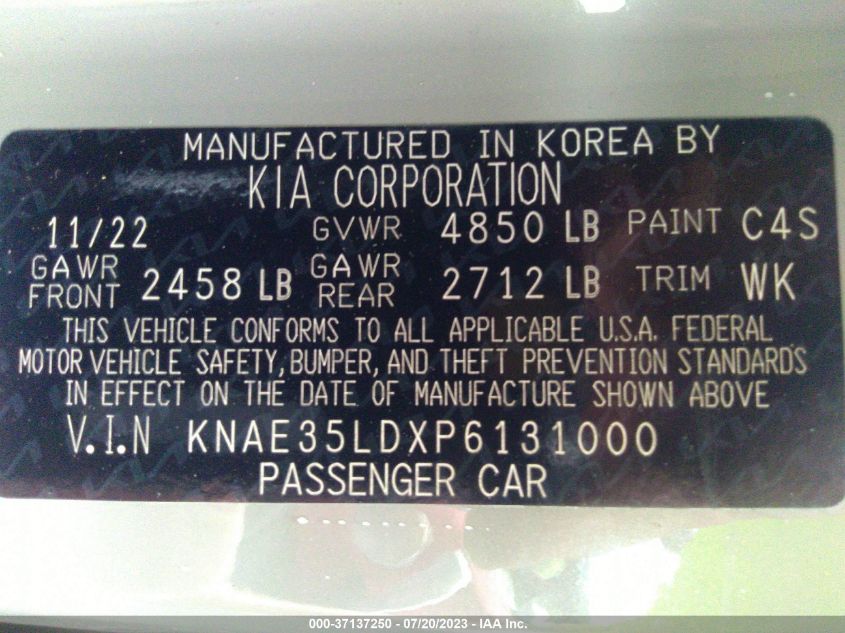 MANUFACTURED IN KOREA BY
KIA CORPORATION
11/22 GVWR 4850 LB PAINT C4S
GAWR FRONT 2458 LB GAWR REAR 2712 LB TRIM WK
THIS VEHICLE CONFORMS TO ALL APPLICABLE U.S.A. FEDERAL
MOTOR VEHICLE SAFETY, BUMPER, AND THEFT PREVENTION STANDARDS
IN EFFECT ON THE DATE OF MANUFACTURE SHOWN ABOVE
V.I.N KNAE35LDXP6131000
PASSENGER CAR
000-37137250 - 07/20/2023 - IAA Inc.